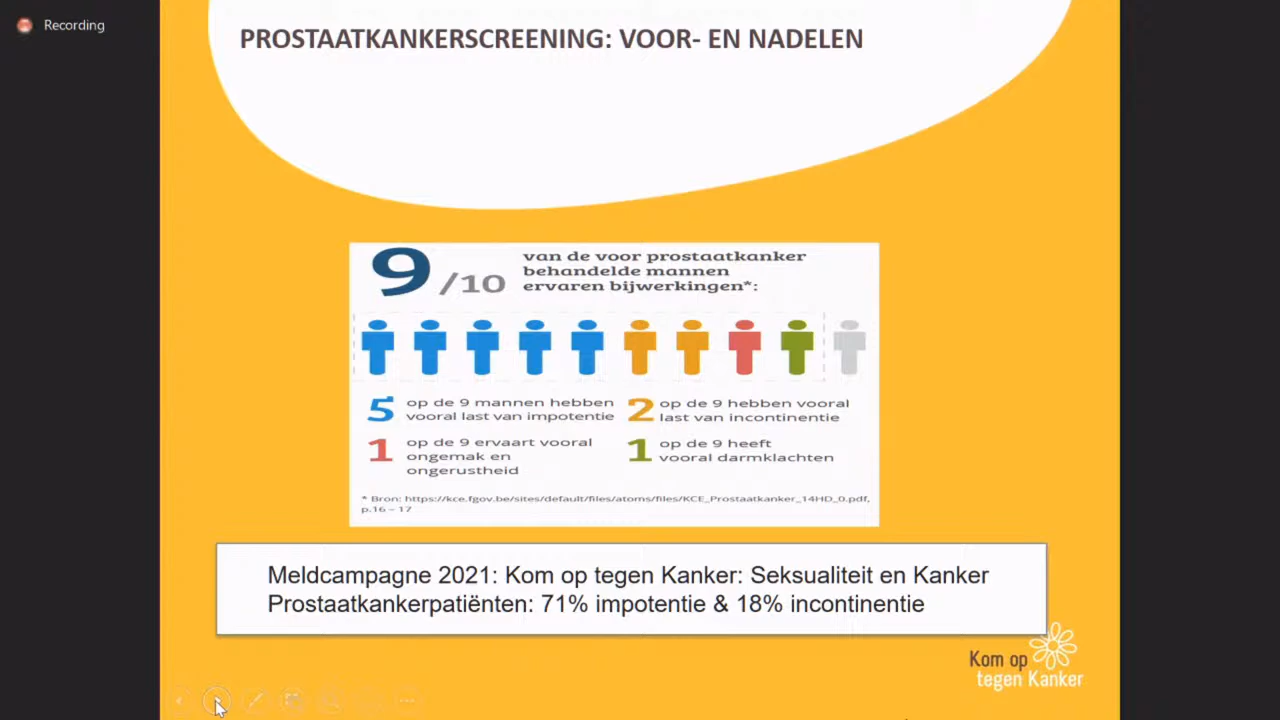 Recording
PROSTAATKANKERSCREENING: VOOR- EN NADELEN
9/10
van de voor prostaatkanker
behandelde mannen
ervaren bijwerkingen*:
5 op de 9 mannen hebben
vooral last van impotentie
2 op de 9 hebben vooral
last van incontinentie
1 op de 9 ervaart vooral
ongemak en
ongerustheid
1 op de 9 heeft
vooral darmklachten
* Bron: https://kce.fgov.be/sites/default/files/atoms/files/KCE_Prostaatkanker_14HD_0.pdf,
p.16 – 17
Meldcampagne 2021: Kom op tegen Kanker: Seksualiteit en Kanker
Prostaatkankerpatiënten: 71% impotentie & 18% incontinentie
Kom op
tegen Kanker